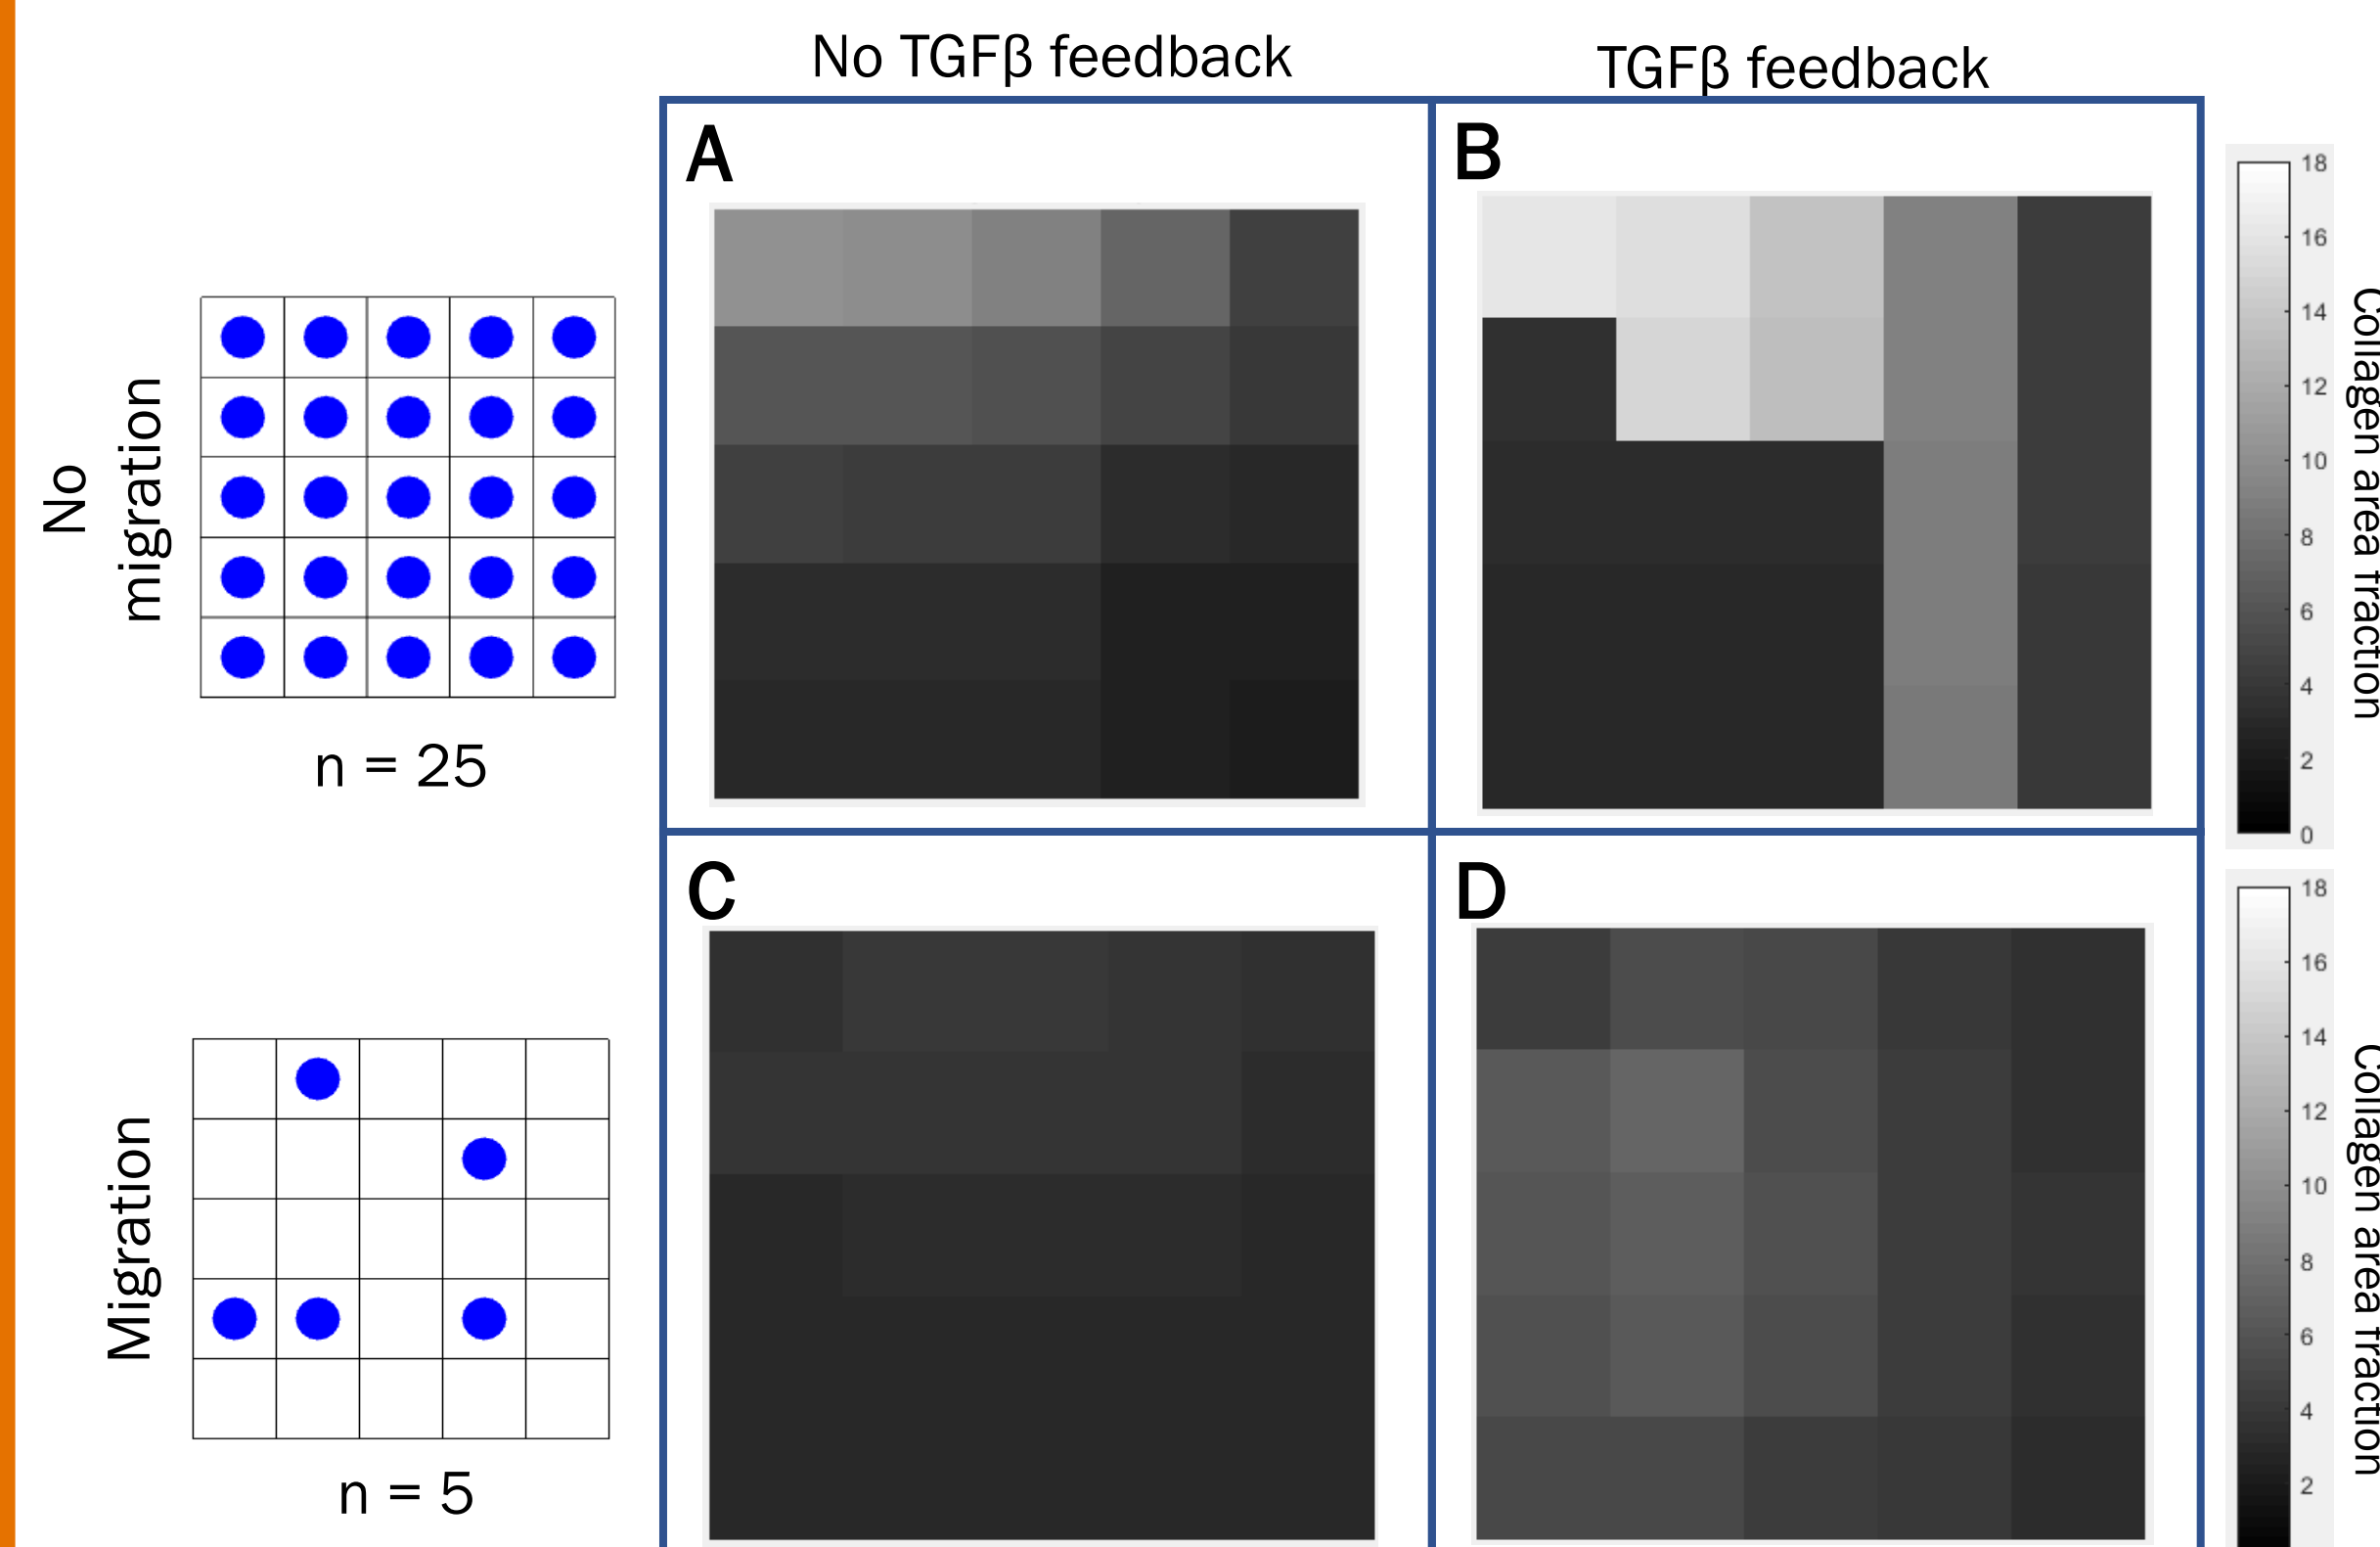 No TGFβ feedback
TGFβ feedback
A
B
18
16
14
12
10
8
6
4
2
0
Collagen area fraction
No
migration
n = 25
C
D
18
16
14
12
10
8
6
4
2
Collagen area fraction
Migration
n = 5